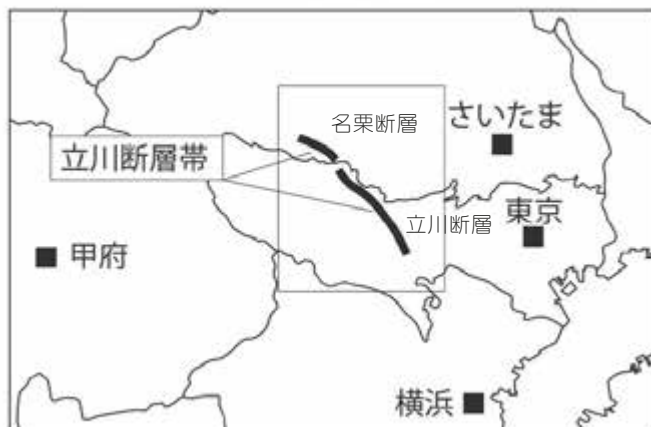 名栗断層
さいたま
立川断層帯
立川断層
東京
甲府
横浜